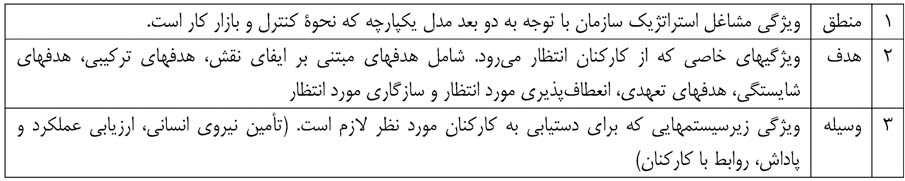 ۱ منطق ویژگی مشاغل استراتژیک سازمان با توجه به دو بعد مدل یکپارچه که نحوۀ کنترل و بازار کار است.
۲ هدف ویژگیهای خاصی که از کارکنان انتظار می‌رود. شامل هدفهای مبتنی بر ایفای نقش، هدفهای ترکیبی، هدفهای
شایستگی، هدفهای تعهدی، انعطاف‌پذیری مورد انتظار و سازگاری مورد انتظار
۳ وسیله ویژگی زیرسیستمهایی که برای دستیابی به کارکنان مورد نظر لازم است. (تأمین نیروی انسانی، ارزیابی عملکرد و
پاداش، روابط با کارکنان)